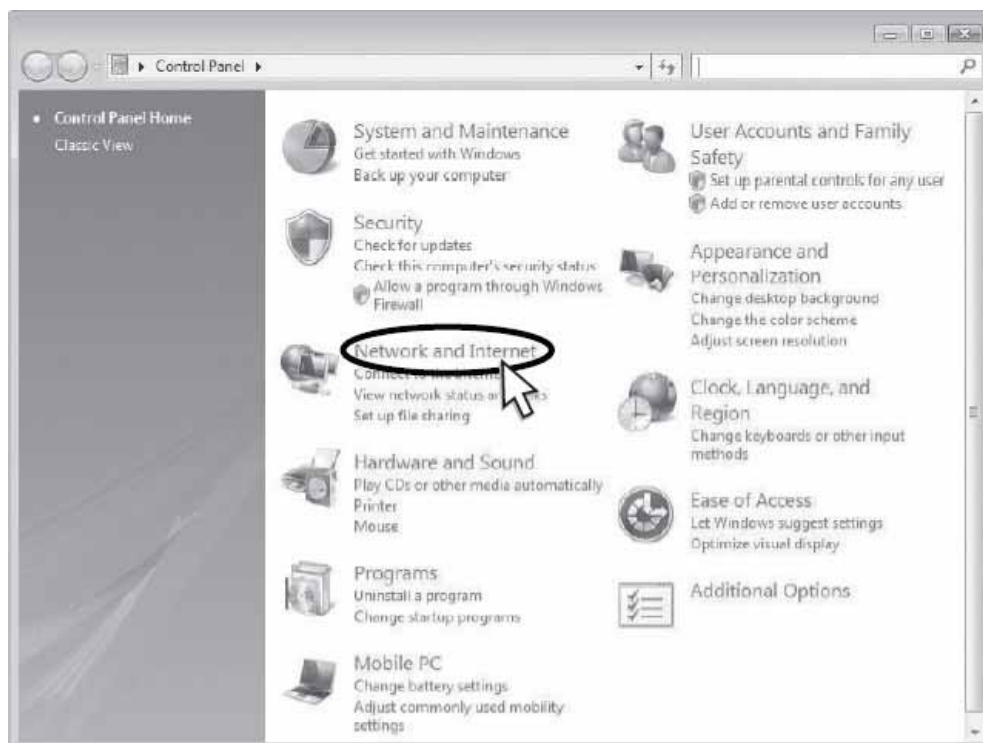 Control Panel
Control Panel Home
Classic View
System and Maintenance
Get started with Windows
Back up your computer
Security
Check for updates
Check this computer's security status
Allow a program through Windows
Firewall
Network and Internet
Connect to the Internet
View network status and
Set up file sharing
Hardware and Sound
Play CDs or other media automatically
Printer
Mouse
Programs
Uninstall a program
Change startup programs
Mobile PC
Change battery settings
Adjust commonly used mobility
settings
User Accounts and Family
Safety
Set up parental controls for any user
Add or remove user accounts
Appearance and
Personalization
Change desktop background
Change the color scheme
Adjust screen resolution
Clock, Language, and
Region
Change keyboards or other input
methods
Ease of Access
Let Windows suggest settings
Optimize visual display
Additional Options